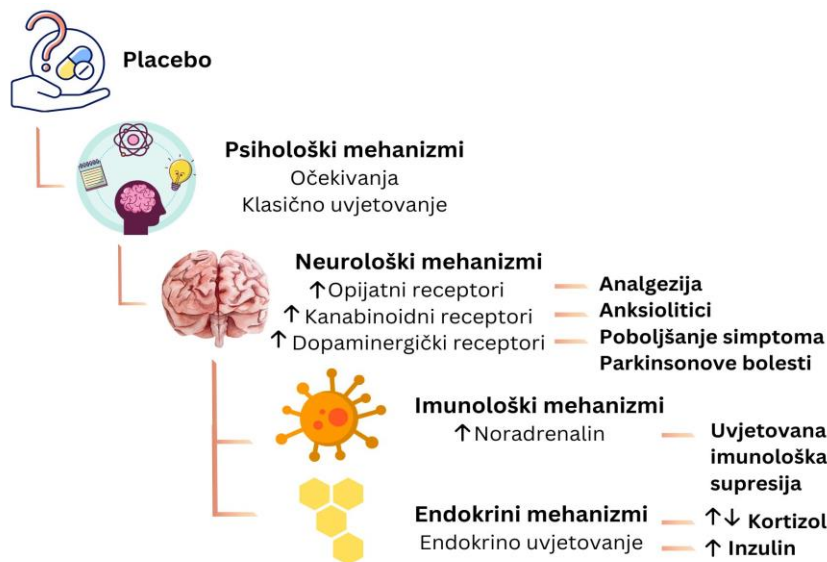 Placebo
Psihološki mehanizmi
Očekivanja
Klasično uvjetovanje
Neurološki mehanizmi
↑Opijatni receptori
Analgezija
↑ Kanabinoidni receptori
Anksiolitici
↑ Dopaminergički receptori
Poboljšanje simptoma
Parkinsonove bolesti
Imunološki mehanizmi
↑Noradrenalin
Uvjetovana
imunološka
supresija
Endokrini mehanizmi
↑↓ Kortizol
Endokrino uvjetovanje
↑ Inzulin